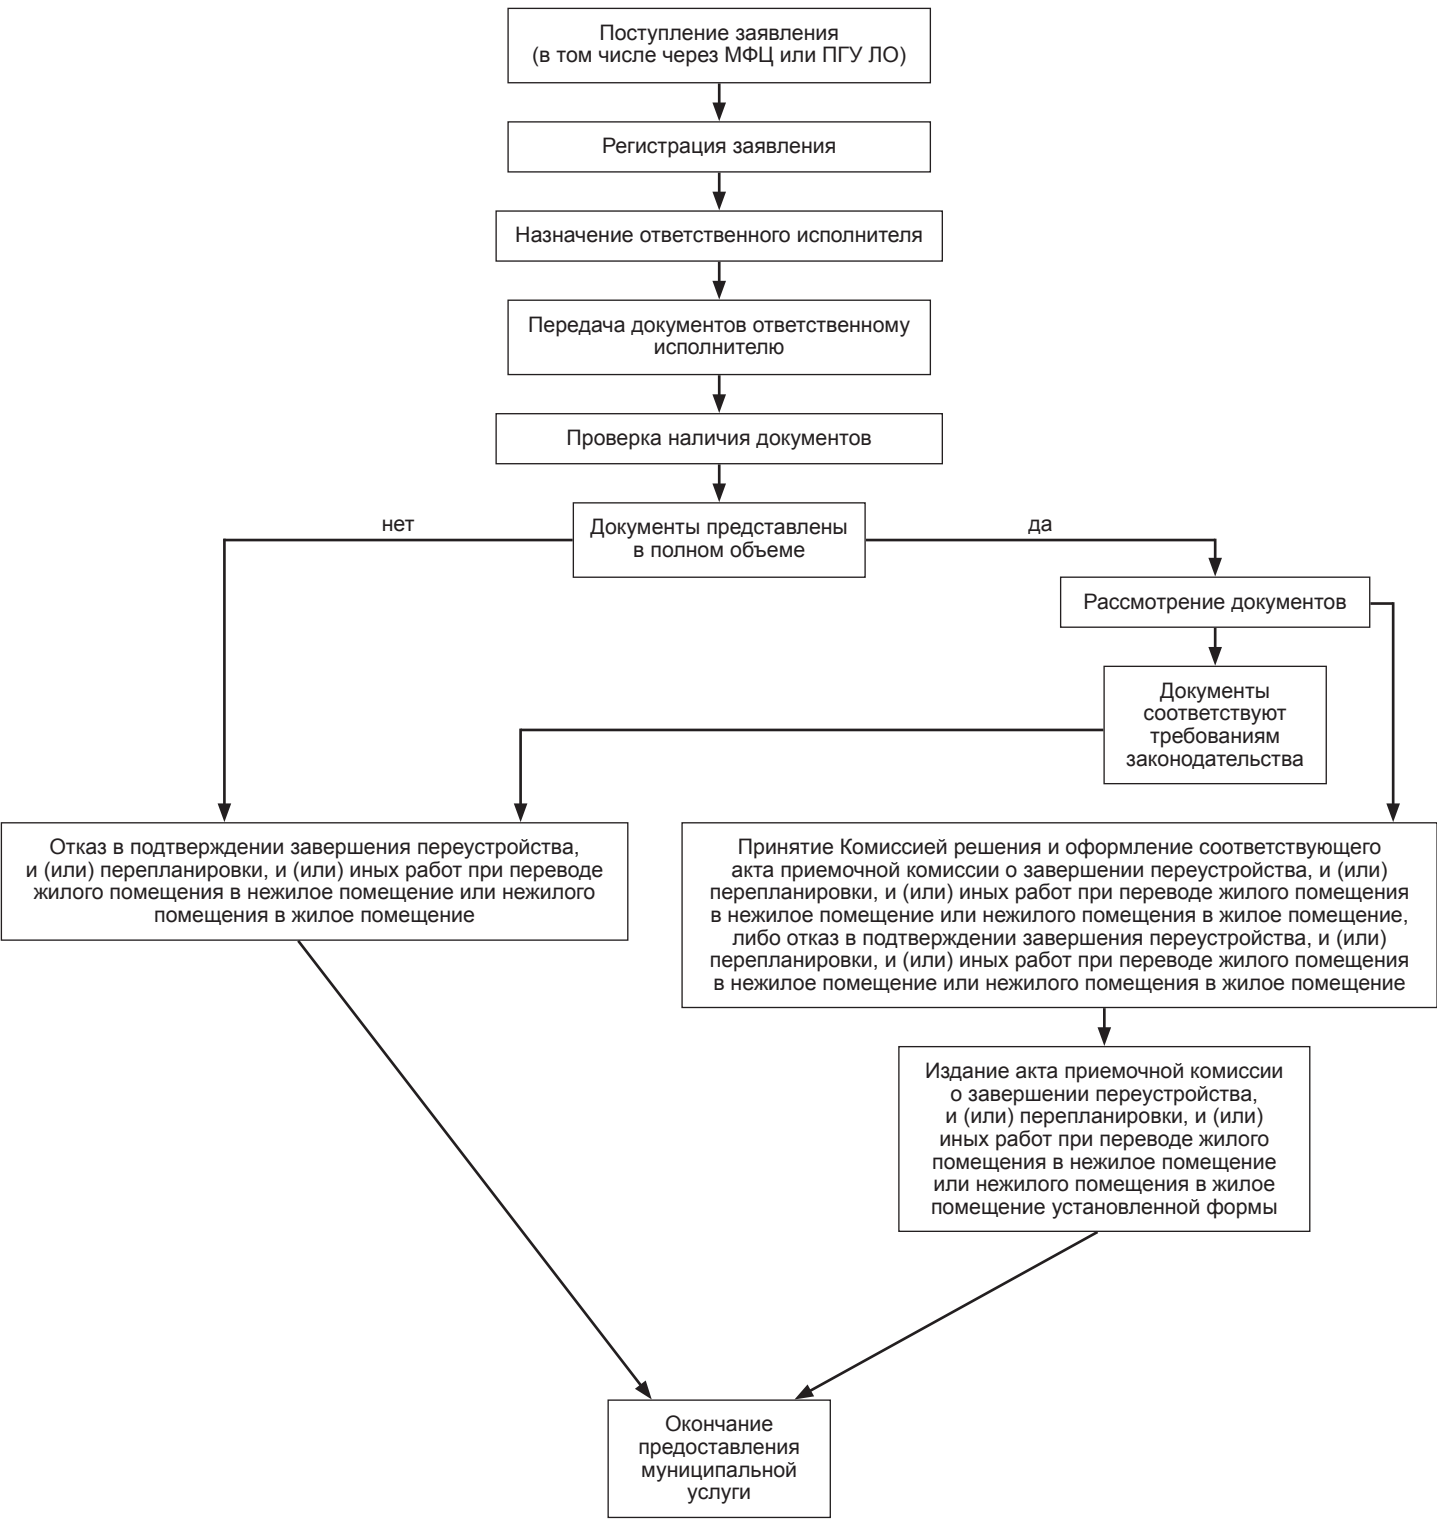 Поступление заявления
(в том числе через МФЦ или ПГУ ЛО)
Регистрация заявления
Назначение ответственного исполнителя
Передача документов ответственному
исполнителю
Проверка наличия документов
нет
Документы представлены
в полном объеме
да
Рассмотрение документов
Документы
соответствуют
требованиям
законодательства
Отказ в подтверждении завершения переустройства,
и (или) перепланировки, и (или) иных работ при переводе
жилого помещения в нежилое помещение или нежилого
помещения в жилое помещение
Принятие Комиссией решения и оформление соответствующего
акта приемочной комиссии о завершении переустройства, и (или)
перепланировки, и (или) иных работ при переводе жилого помещения
в нежилое помещение или нежилого помещения в жилое помещение,
либо отказ в подтверждении завершения переустройства, и (или)
перепланировки, и (или) иных работ при переводе жилого помещения
в нежилое помещение или нежилого помещения в жилое помещение
Издание акта приемочной комиссии
о завершении переустройства,
и (или) перепланировки, и (или)
иных работ при переводе жилого
помещения в нежилое помещение
или нежилого помещения в жилое
помещение установленной формы
Окончание
предоставления
муниципальной
услуги